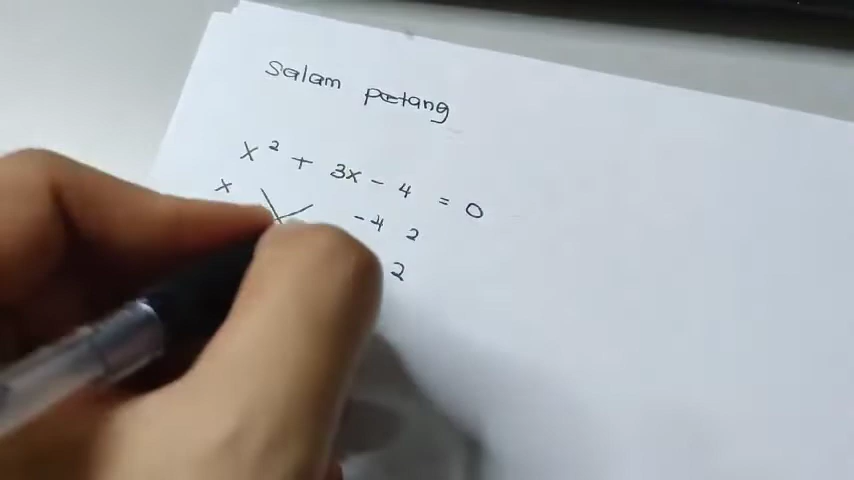 Salam petang
x² + 3x - 4 = 0
x -4 2
2